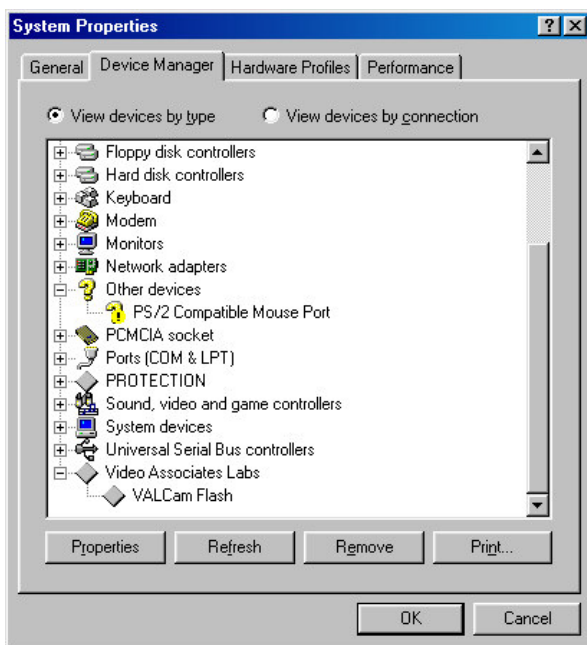 System Properties
General Device Manager Hardware Profiles Performance
View devices by type View devices by connection
Floppy disk controllers
Hard disk controllers
Keyboard
Modem
Monitors
Network adapters
Other devices
PS/2 Compatible Mouse Port
PCMCIA socket
Ports (COM & LPT)
PROTECTION
Sound, video and game controllers
System devices
Universal Serial Bus controllers
Video Associates Labs
VALCam Flash
Properties Refresh Remove Print...
OK Cancel